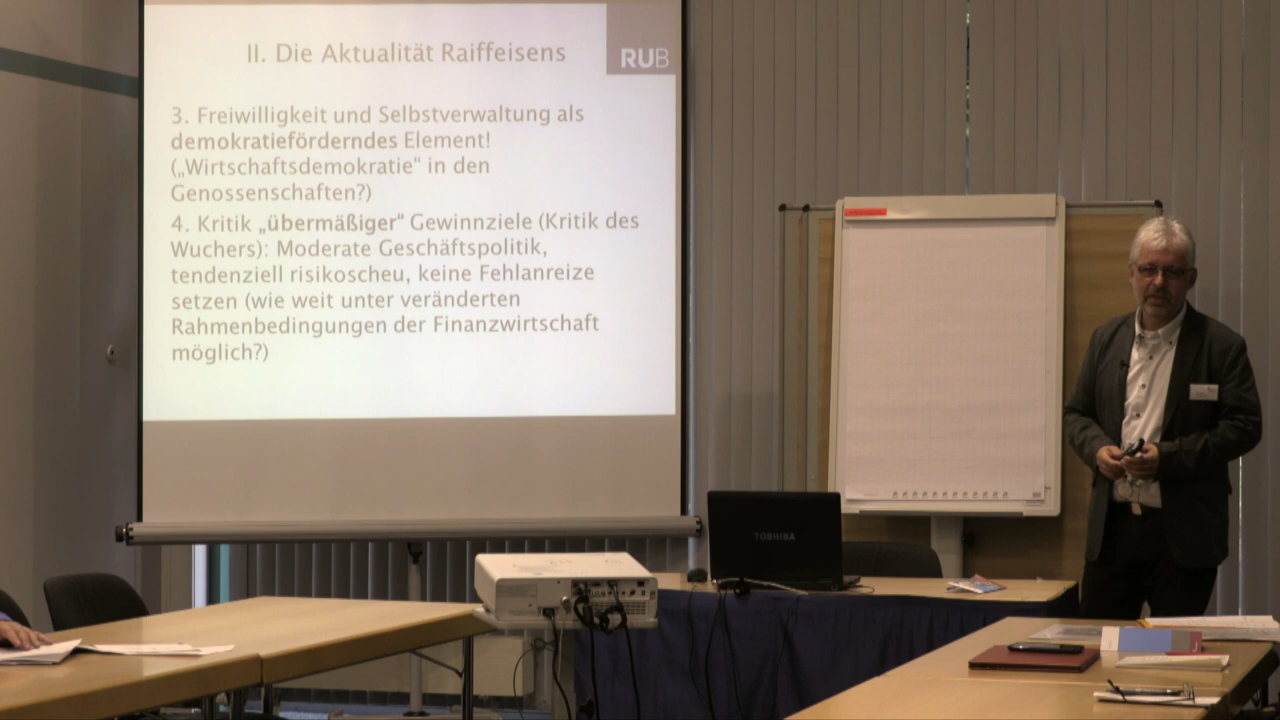 II. Die Aktualität Raiffeisens
RUB
3. Freiwilligkeit und Selbstverwaltung als
demokratieförderndes Element!
(„Wirtschaftsdemokratie“ in den
Genossenschaften?)
4. Kritik „übermäßiger“ Gewinnziele (Kritik des
Wuchers): Moderate Geschäftspolitik,
tendenziell risikoscheu, keine Fehlanreize
setzen (wie weit unter veränderten
Rahmenbedingungen der Finanzwirtschaft
möglich?)
TOSHIBA